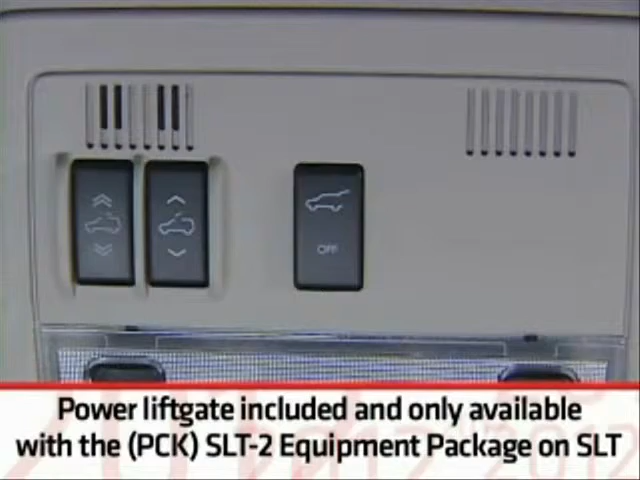 OFF
Power liftgate included and only available
with the (PCK) SLT-2 Equipment Package on SLT